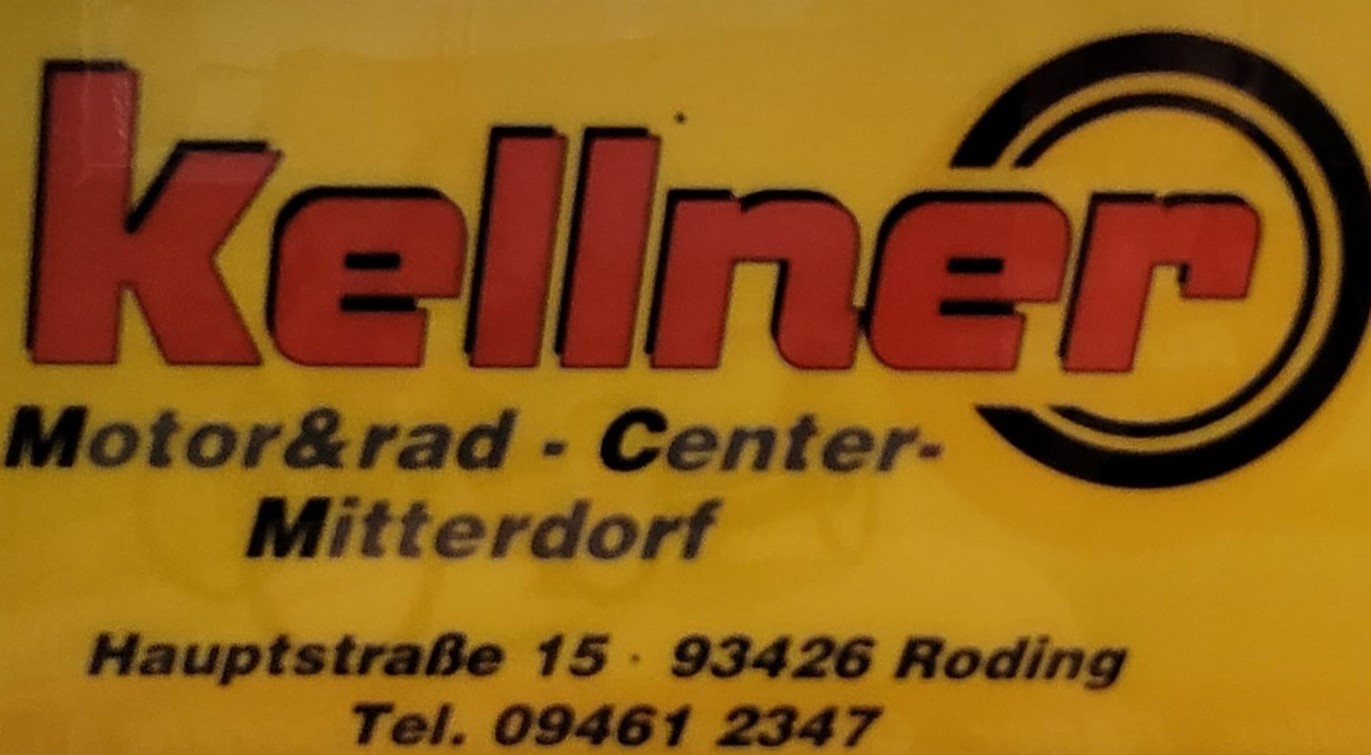 kellner
Motor&rad - Center-
Mitterdorf
Hauptstraße 15 · 93426 Roding
Tel. 09461 2347